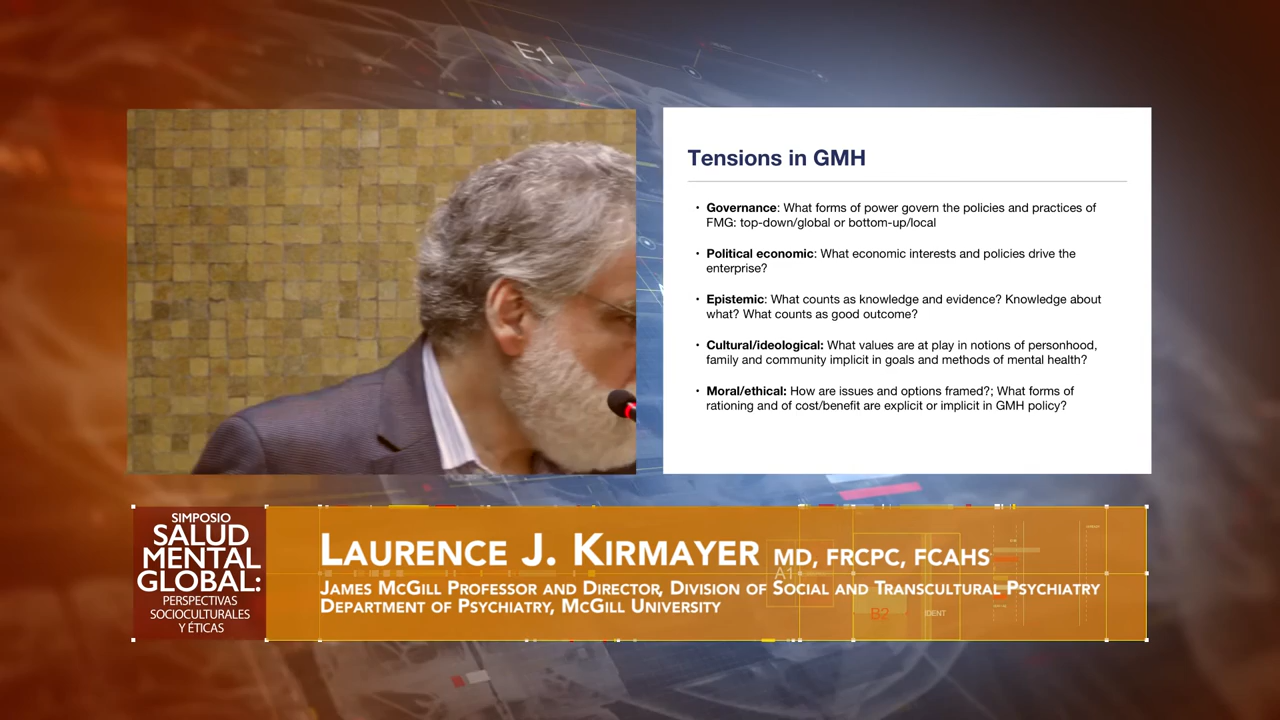 E1
Tensions in GMH
• Governance: What forms of power govern the policies and practices of
FMG: top-down/global or bottom-up/local
• Political economic: What economic interests and policies drive the
enterprise?
• Epistemic: What counts as knowledge and evidence? Knowledge about
what? What counts as good outcome?
• Cultural/ideological: What values are at play in notions of personhood,
family and community implicit in goals and methods of mental health?
• Moral/ethical: How are issues and options framed?; What forms of
rationing and of cost/benefit are explicit or implicit in GMH policy?
SIMPOSIO
SALUD
MENTAL
GLOBAL:
PERSPECTIVAS
SOCIOCULTURALES
Y ÉTICAS
LAURENCE J. KIRMAYER MD, FRCPC, FCAHS
JAMES MCGILL PROFESSOR AND DIRECTOR, DIVISION OF SOCIAL AND TRANSCULTURAL PSYCHIATRY
DEPARTMENT OF PSYCHIATRY, MCGILL UNIVERSITY
A1
B2
IDENT